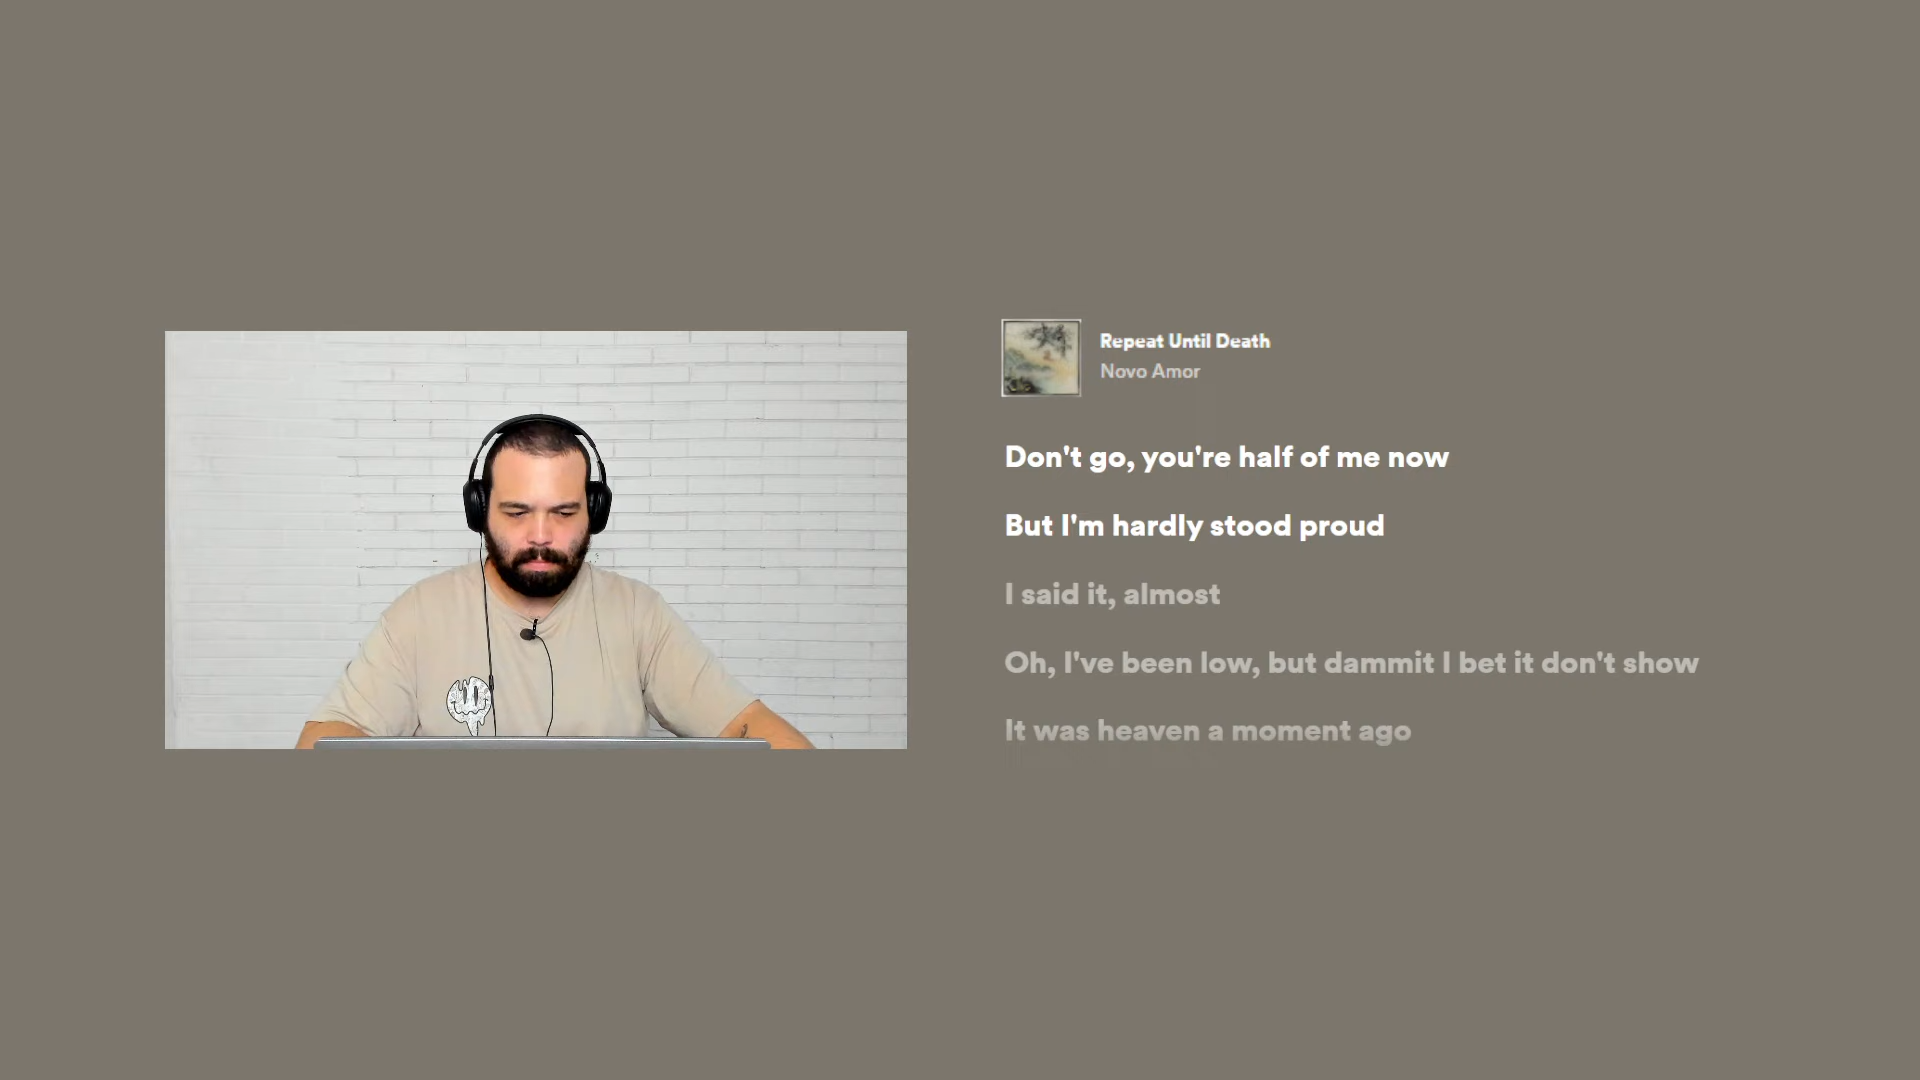 Repeat Until Death
Novo Amor
Don't go, you're half of me now
But I'm hardly stood proud
I said it, almost
Oh, I've been low, but dammit I bet it don't show
It was heaven a moment ago